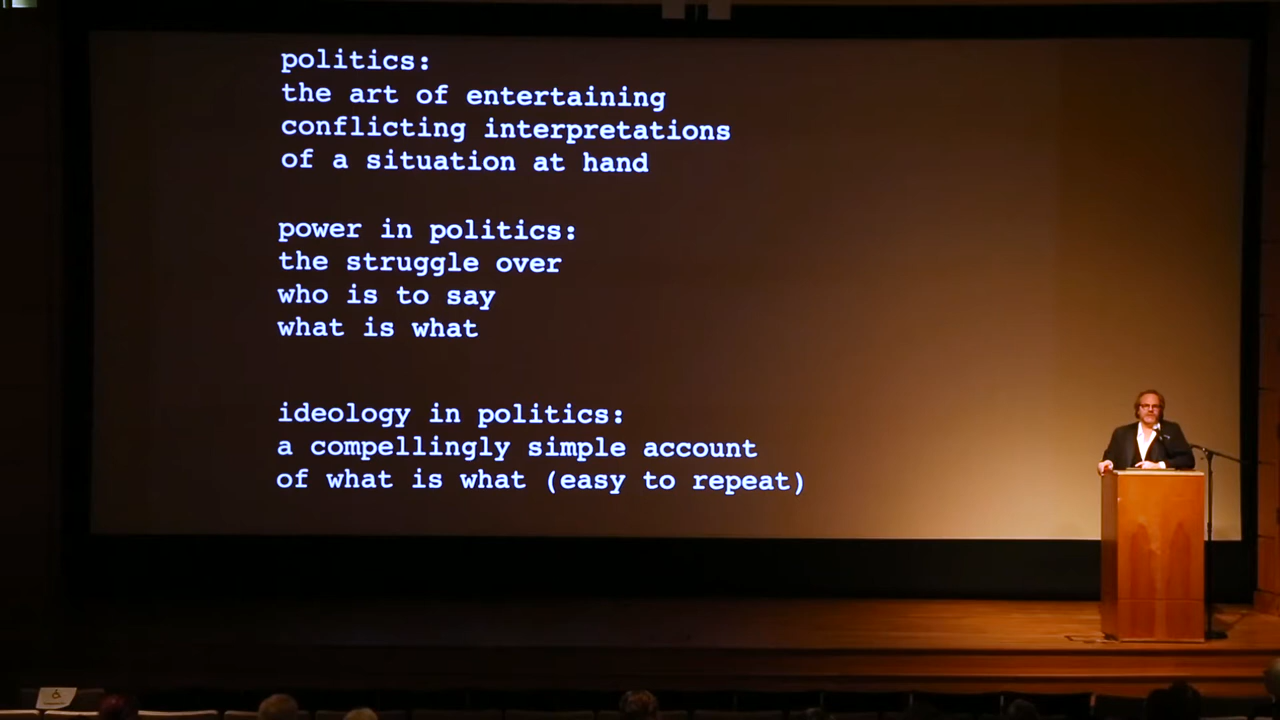 politics:
the art of entertaining
conflicting interpretations
of a situation at hand
power in politics:
the struggle over
who is to say
what is what
ideology in politics:
a compellingly simple account
of what is what (easy to repeat)